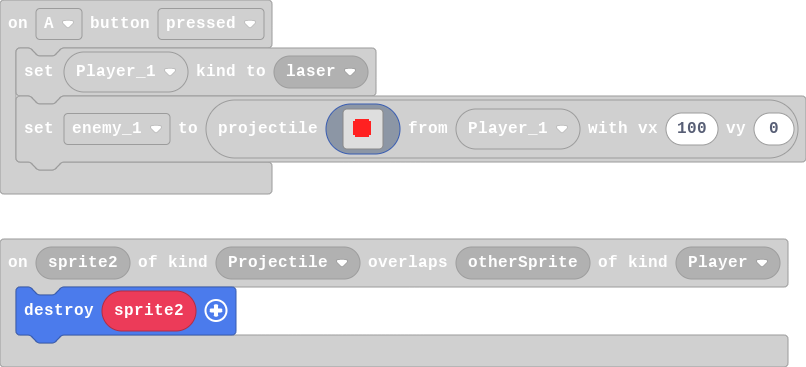 on A button pressed
set Player_1 kind to laser
set enemy_1 to projectile from Player_1 with vx 100 vy 0
on sprite2 of kind Projectile overlaps otherSprite of kind Player
destroy sprite2